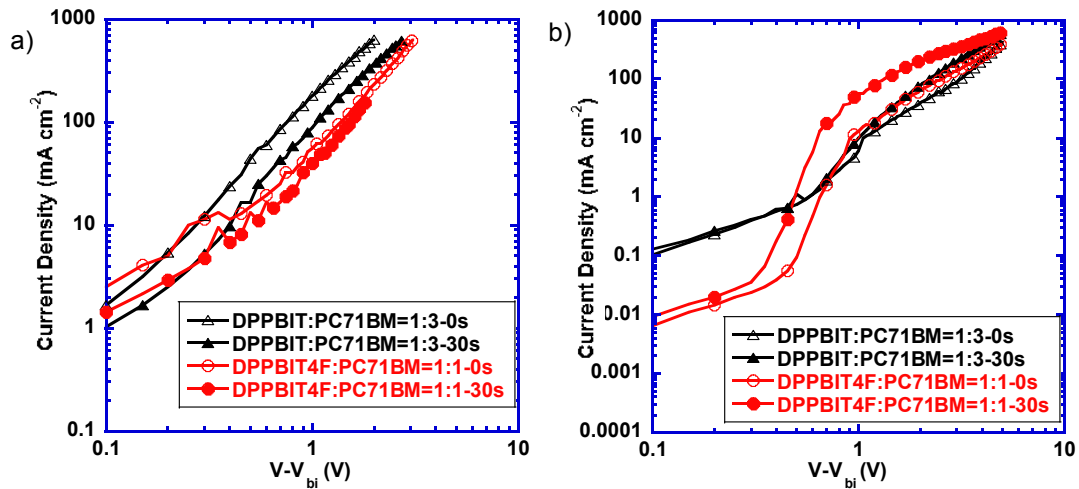 a)
Current Density (mA cm-2)
1000
100
10
1
0.1
0.1
1
10
V-Vbi (V)
DPPBIT:PC71BM=1:3-0s
DPPBIT:PC71BM=1:3-30s
DPPBIT4F:PC71BM=1:1-0s
DPPBIT4F:PC71BM=1:1-30s
b)
Current Density (mA cm-2)
1000
100
10
1
0.1
0.01
0.001
0.0001
0.1
1
10
V-Vbi (V)
DPPBIT:PC71BM=1:3-0s
DPPBIT:PC71BM=1:3-30s
DPPBIT4F:PC71BM=1:1-0s
DPPBIT4F:PC71BM=1:1-30s